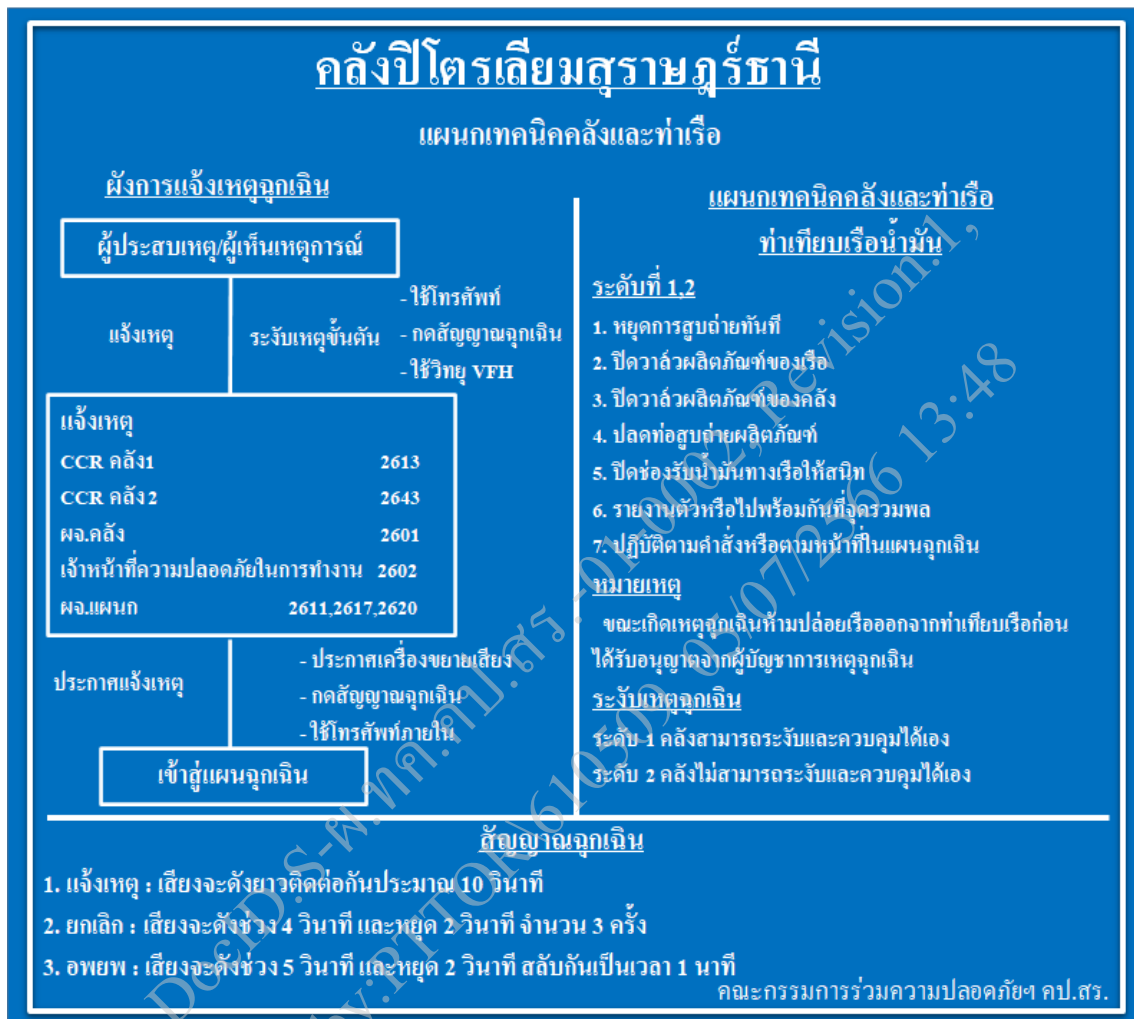 คลังปิโตรเลียมสุราษฎร์ธานี
แผนกเทคนิคคลังและท่าเรือ
ผังการแจ้งเหตุฉุกเฉิน
ผู้ประสบเหตุ/ผู้เห็นเหตุการณ์
แจ้งเหตุ
ระงับเหตุขั้นต้น
- ใช้โทรศัพท์
- กดสัญญาณฉุกเฉิน
- ใช้วิทยุ VFH
แจ้งเหตุ
CCR คลัง1 2613
CCR คลัง2 2643
ผจ.คลัง 2601
เจ้าหน้าที่ความปลอดภัยในการทำงาน 2602
ผจ.แผนก 2611,2617,2620
ประกาศแจ้งเหตุ
- ประกาศเครื่องขยายเสียง
- กดสัญญาณฉุกเฉิน
- ใช้โทรศัพท์ภายใน
เข้าสู่แผนฉุกเฉิน
แผนกเทคนิคคลังและท่าเรือ
ท่าเทียบเรือน้ำมัน
ระดับที่ 1,2
1. หยุดการสูบถ่ายทันที
2. ปิดวาล์วผลิตภัณฑ์ของเรือ
3. ปิดวาล์วผลิตภัณฑ์ของคลัง
4. ปลดท่อสูบถ่ายผลิตภัณฑ์
5. ปิดช่องรับน้ำมันทางเรือให้สนิท
6. รายงานตัวหรือไปพร้อมกันที่จุดรวมพล
7. ปฏิบัติตามคำสั่งหรือตามหน้าที่ในแผนฉุกเฉิน
หมายเหตุ
ขณะเกิดเหตุฉุกเฉินห้ามปล่อยเรือออกจากท่าเทียบเรือก่อน
ได้รับอนุญาตจากผู้บัญชาการเหตุฉุกเฉิน
ระงับเหตุฉุกเฉิน
ระดับ 1 คลังสามารถระงับและควบคุมได้เอง
ระดับ 2 คลังไม่สามารถระงับและควบคุมได้เอง
สัญญาณฉุกเฉิน
1. แจ้งเหตุ : เสียงจะดังยาวติดต่อกันประมาณ 10 วินาที
2. ยกเลิก : เสียงจะดังช่วง 4 วินาที และหยุด 2 วินาที จำนวน 3 ครั้ง
3. อพยพ : เสียงจะดังช่วง 5 วินาที และหยุด 2 วินาที สลับกันเป็นเวลา 1 นาที
คณะกรรมการร่วมความปลอดภัยฯ คป.สร.
DocID.S-ผ.ทค.คป.สร.-01-0002, Revision.1,
by.PTTOR\610509 05/07/2566 13:48